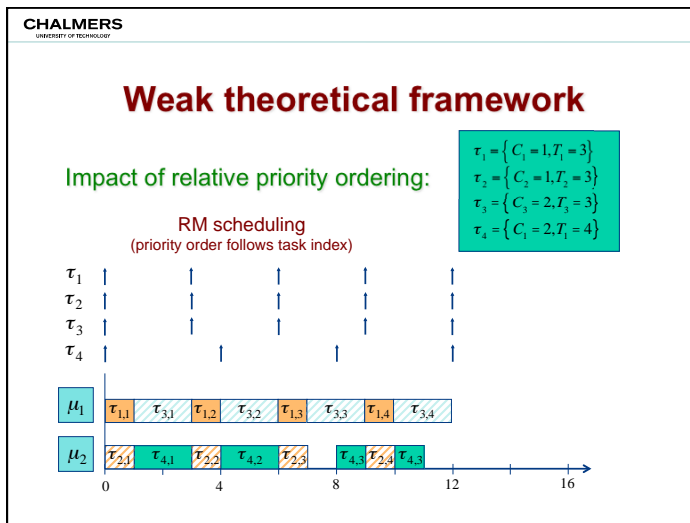 CHALMERS
UNIVERSITY OF TECHNOLOGY
Weak theoretical framework
Impact of relative priority ordering:
τ₁ = { C₁ = 1, T₁ = 3 }
τ₂ = { C₂ = 1, T₂ = 3 }
τ₃ = { C₃ = 2, T₃ = 3 }
τ₄ = { C₁ = 2, T₁ = 4 }
RM scheduling
(priority order follows task index)
τ₁
τ₂
τ₃
τ₄
μ₁ τ₁,₁ τ₃,₁ τ₁,₂ τ₃,₂ τ₁,₃ τ₃,₃ τ₁,₄ τ₃,₄
μ₂ τ₂,₁ τ₄,₁ τ₂,₂ τ₄,₂ τ₂,₃ τ₄,₃ τ₂,₄ τ₄,₃
0 4 8 12 16